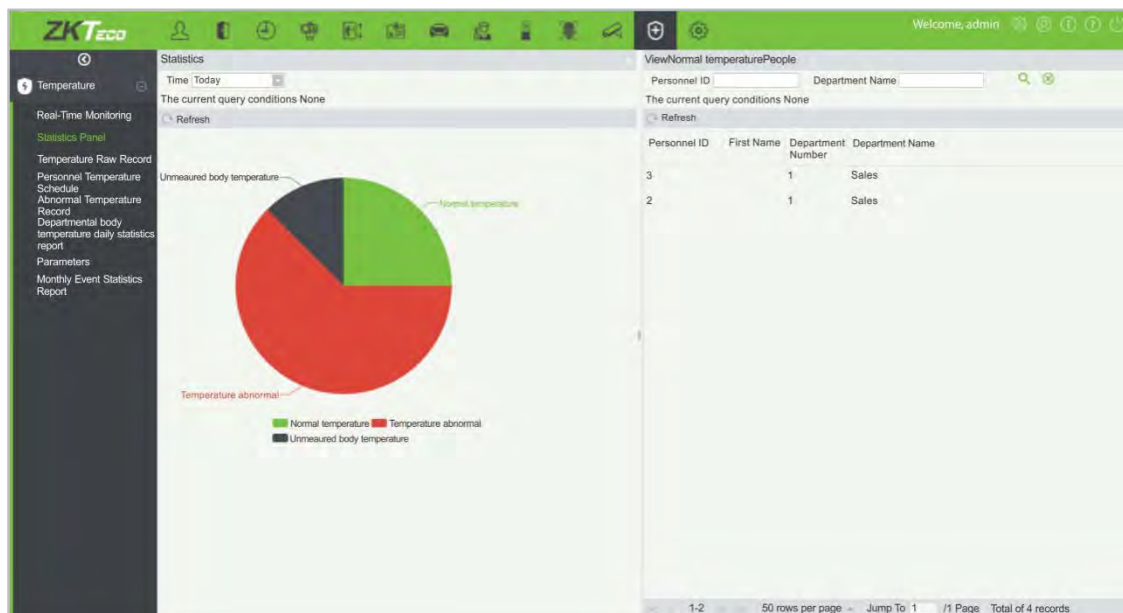 ZKTECO
Welcome, admin
Temperature
Real-Time Monitoring
Statistics Panel
Temperature Raw Record
Personnel Temperature
Schedule
Abnormal Temperature
Record
Departmental body
temperature daily statistics
report
Parameters
Monthly Event Statistics
Report
Statistics
Time Today
The current query conditions None
Refresh
Unmeaured body temperature
Normal temperature
Temperature abnormal
Normal temperature Temperature abnormal
Unmeaured body temperature
ViewNormal temperaturePeople
Personnel ID Department Name
The current query conditions None
Refresh
Personnel ID First Name Department Department Name
Number
3 1 Sales
2 1 Sales
1-2 50 rows per page Jump To 1 /1 Page Total of 4 records